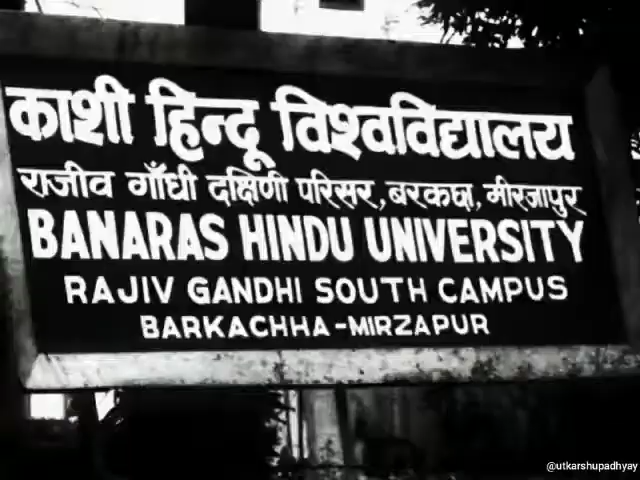 काशी हिन्दू विश्वविद्यालय
राजीव गाँधी दक्षिणी परिसर, बरकछा, मीरजापुर
BANARAS HINDU UNIVERSITY
RAJIV GANDHI SOUTH CAMPUS
BARKACHHA-MIRZAPUR
@utkarshupadhyay